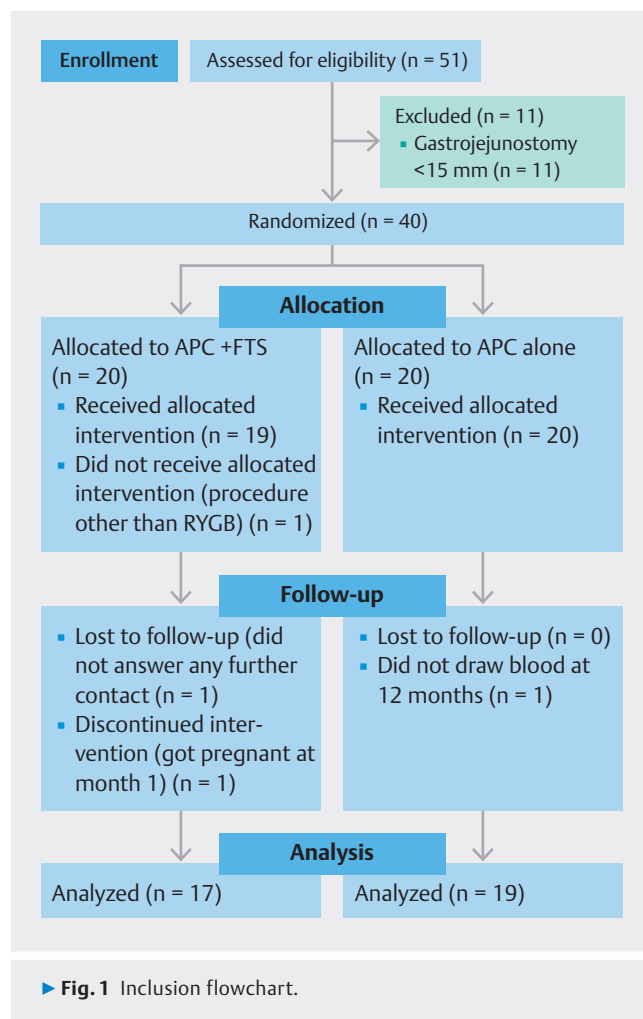 Enrollment
Assessed for eligibility (n = 51)
Excluded (n = 11)
▪ Gastrojejunostomy
<15 mm (n = 11)
Randomized (n = 40)
Allocation
Allocated to APC +FTS
(n = 20)
▪ Received allocated
intervention (n = 19)
▪ Did not receive allocated
intervention (procedure
other than RYGB) (n = 1)
Allocated to APC alone
(n = 20)
▪ Received allocated
intervention (n = 20)
Follow-up
▪ Lost to follow-up (did
not answer any further
contact (n = 1)
▪ Discontinued inter-
vention (got pregnant at
month 1) (n = 1)
▪ Lost to follow-up (n = 0)
▪ Did not draw blood at
12 months (n = 1)
Analysis
Analyzed (n = 17)
Analyzed (n = 19)
▶ Fig. 1 Inclusion flowchart.